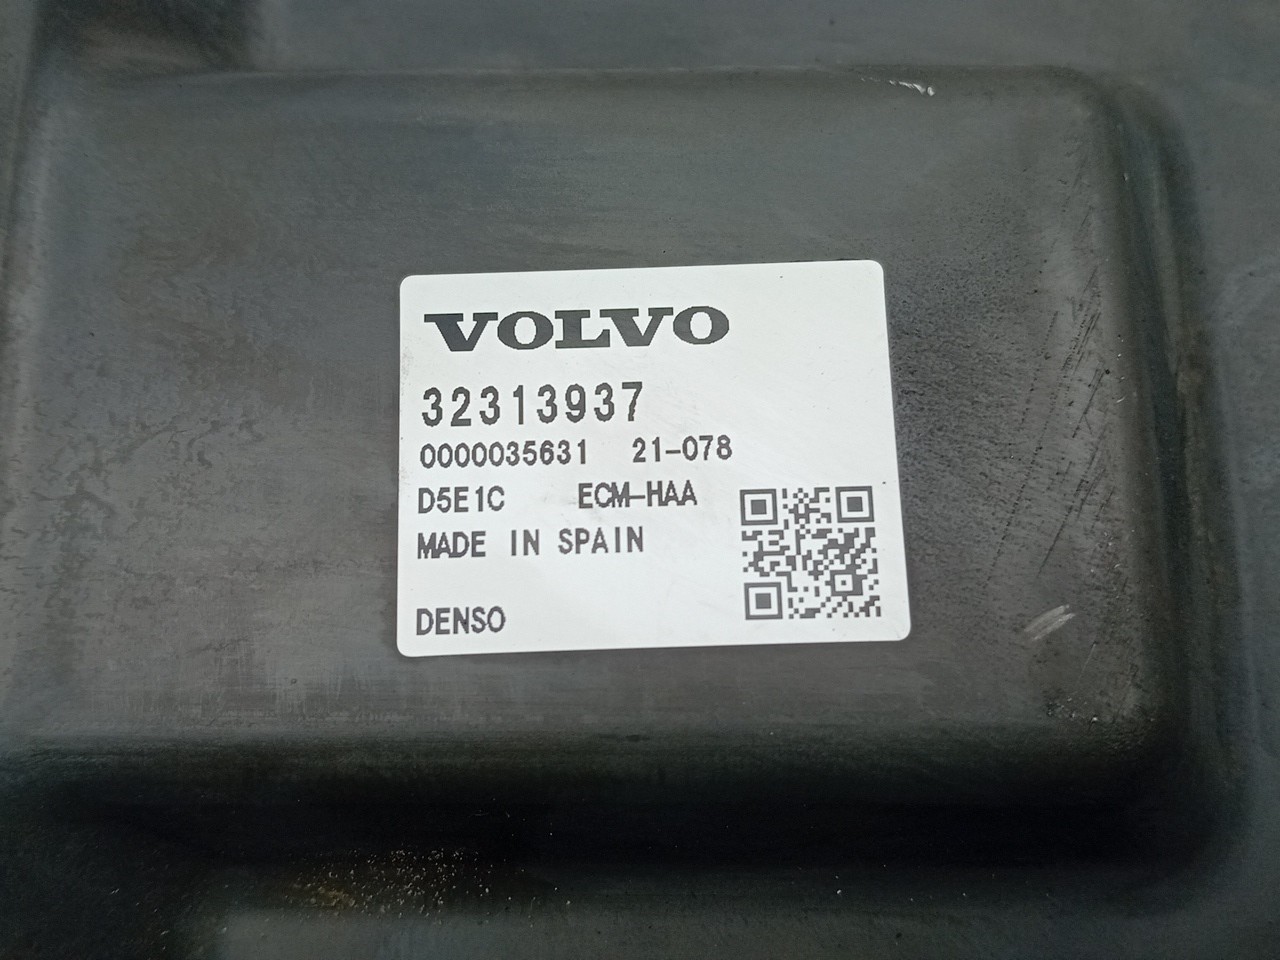 VOLVO
32313937
0000035631 21-078
D5E1C ECM-HAA
MADE IN SPAIN
DENSO